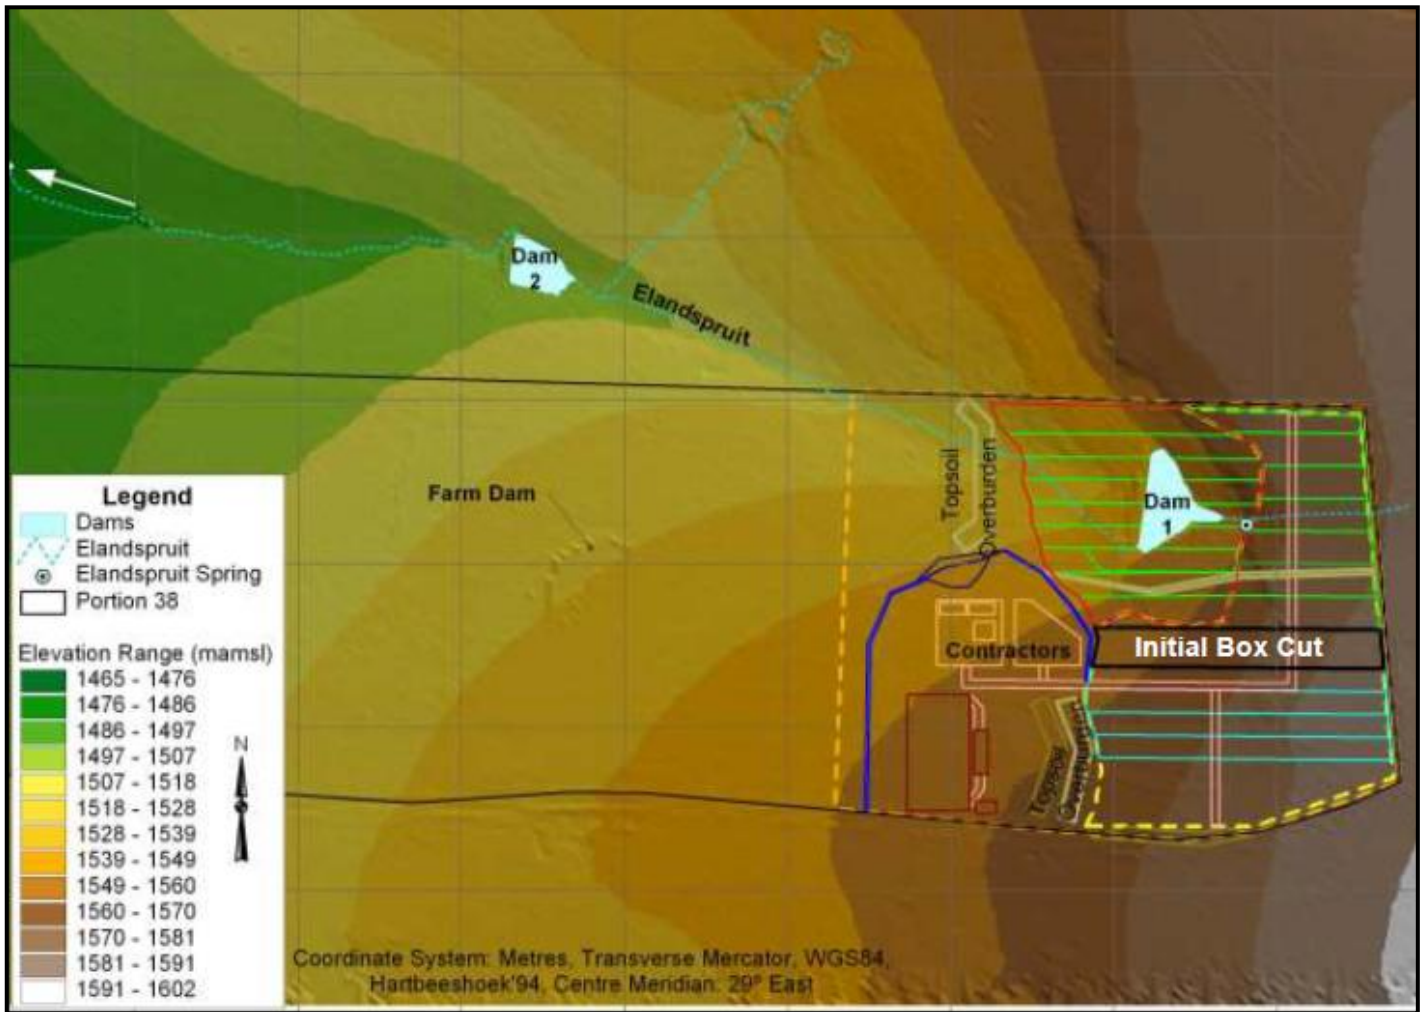 Dam
2
Elandspruit
Farm Dam
Topsoil
Overburden
Dam
1
Initial Box Cut
Contractors
Topsoil
Overburden
Legend
Dams
Elandspruit
Elandspruit Spring
Portion 38
Elevation Range (mamsl)
1465 - 1476
1476 - 1486
1486 - 1497
1497 - 1507
1507 - 1518
1518 - 1528
1528 - 1539
1539 - 1549
1549 - 1560
1560 - 1570
1570 - 1581
1581 - 1591
1591 - 1602
N
Coordinate System: Metres, Transverse Mercator, WGS84,
Hartbeeshoek'94, Centre Meridian: 29° East